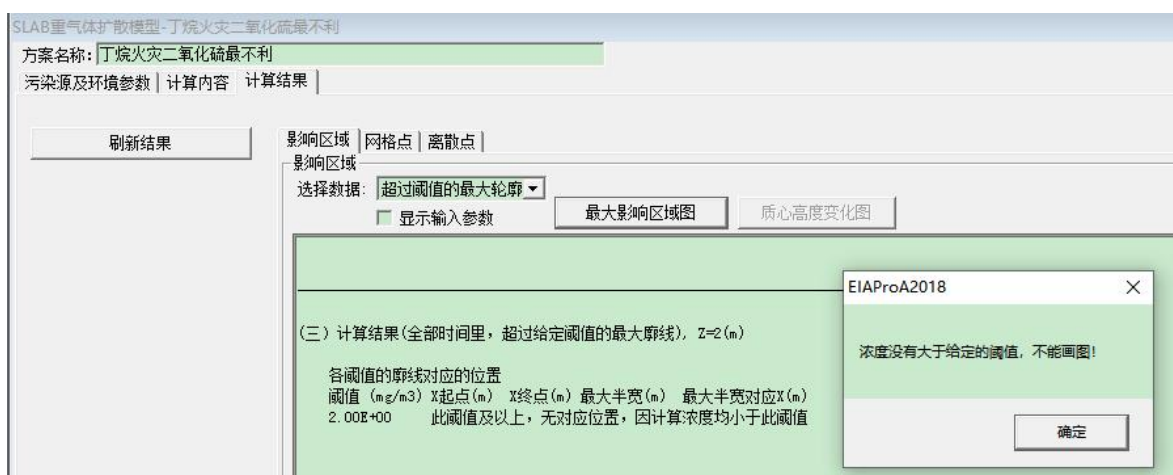 SLAB重气体扩散模型-丁烷火灾二氧化硫最不利
方案名称: 丁烷火灾二氧化硫最不利
污染源及环境参数 计算内容 计算结果
刷新结果
影响区域 网格点 离散点
影响区域
选择数据: 超过阈值的最大轮廓
显示输入参数 最大影响区域图 质心高度变化图
(三)计算结果(全部时间里,超过给定阈值的最大廓线), Z=2(m)
各阈值的廓线对应的位置
阈值 (mg/m3) X起点(m) X终点(m) 最大半宽(m) 最大半宽对应X(m)
2.00E+00 此阈值及以上,无对应位置,因计算浓度均小于此阈值
EIAProA2018
浓度没有大于给定的阈值, 不能画图!
确定